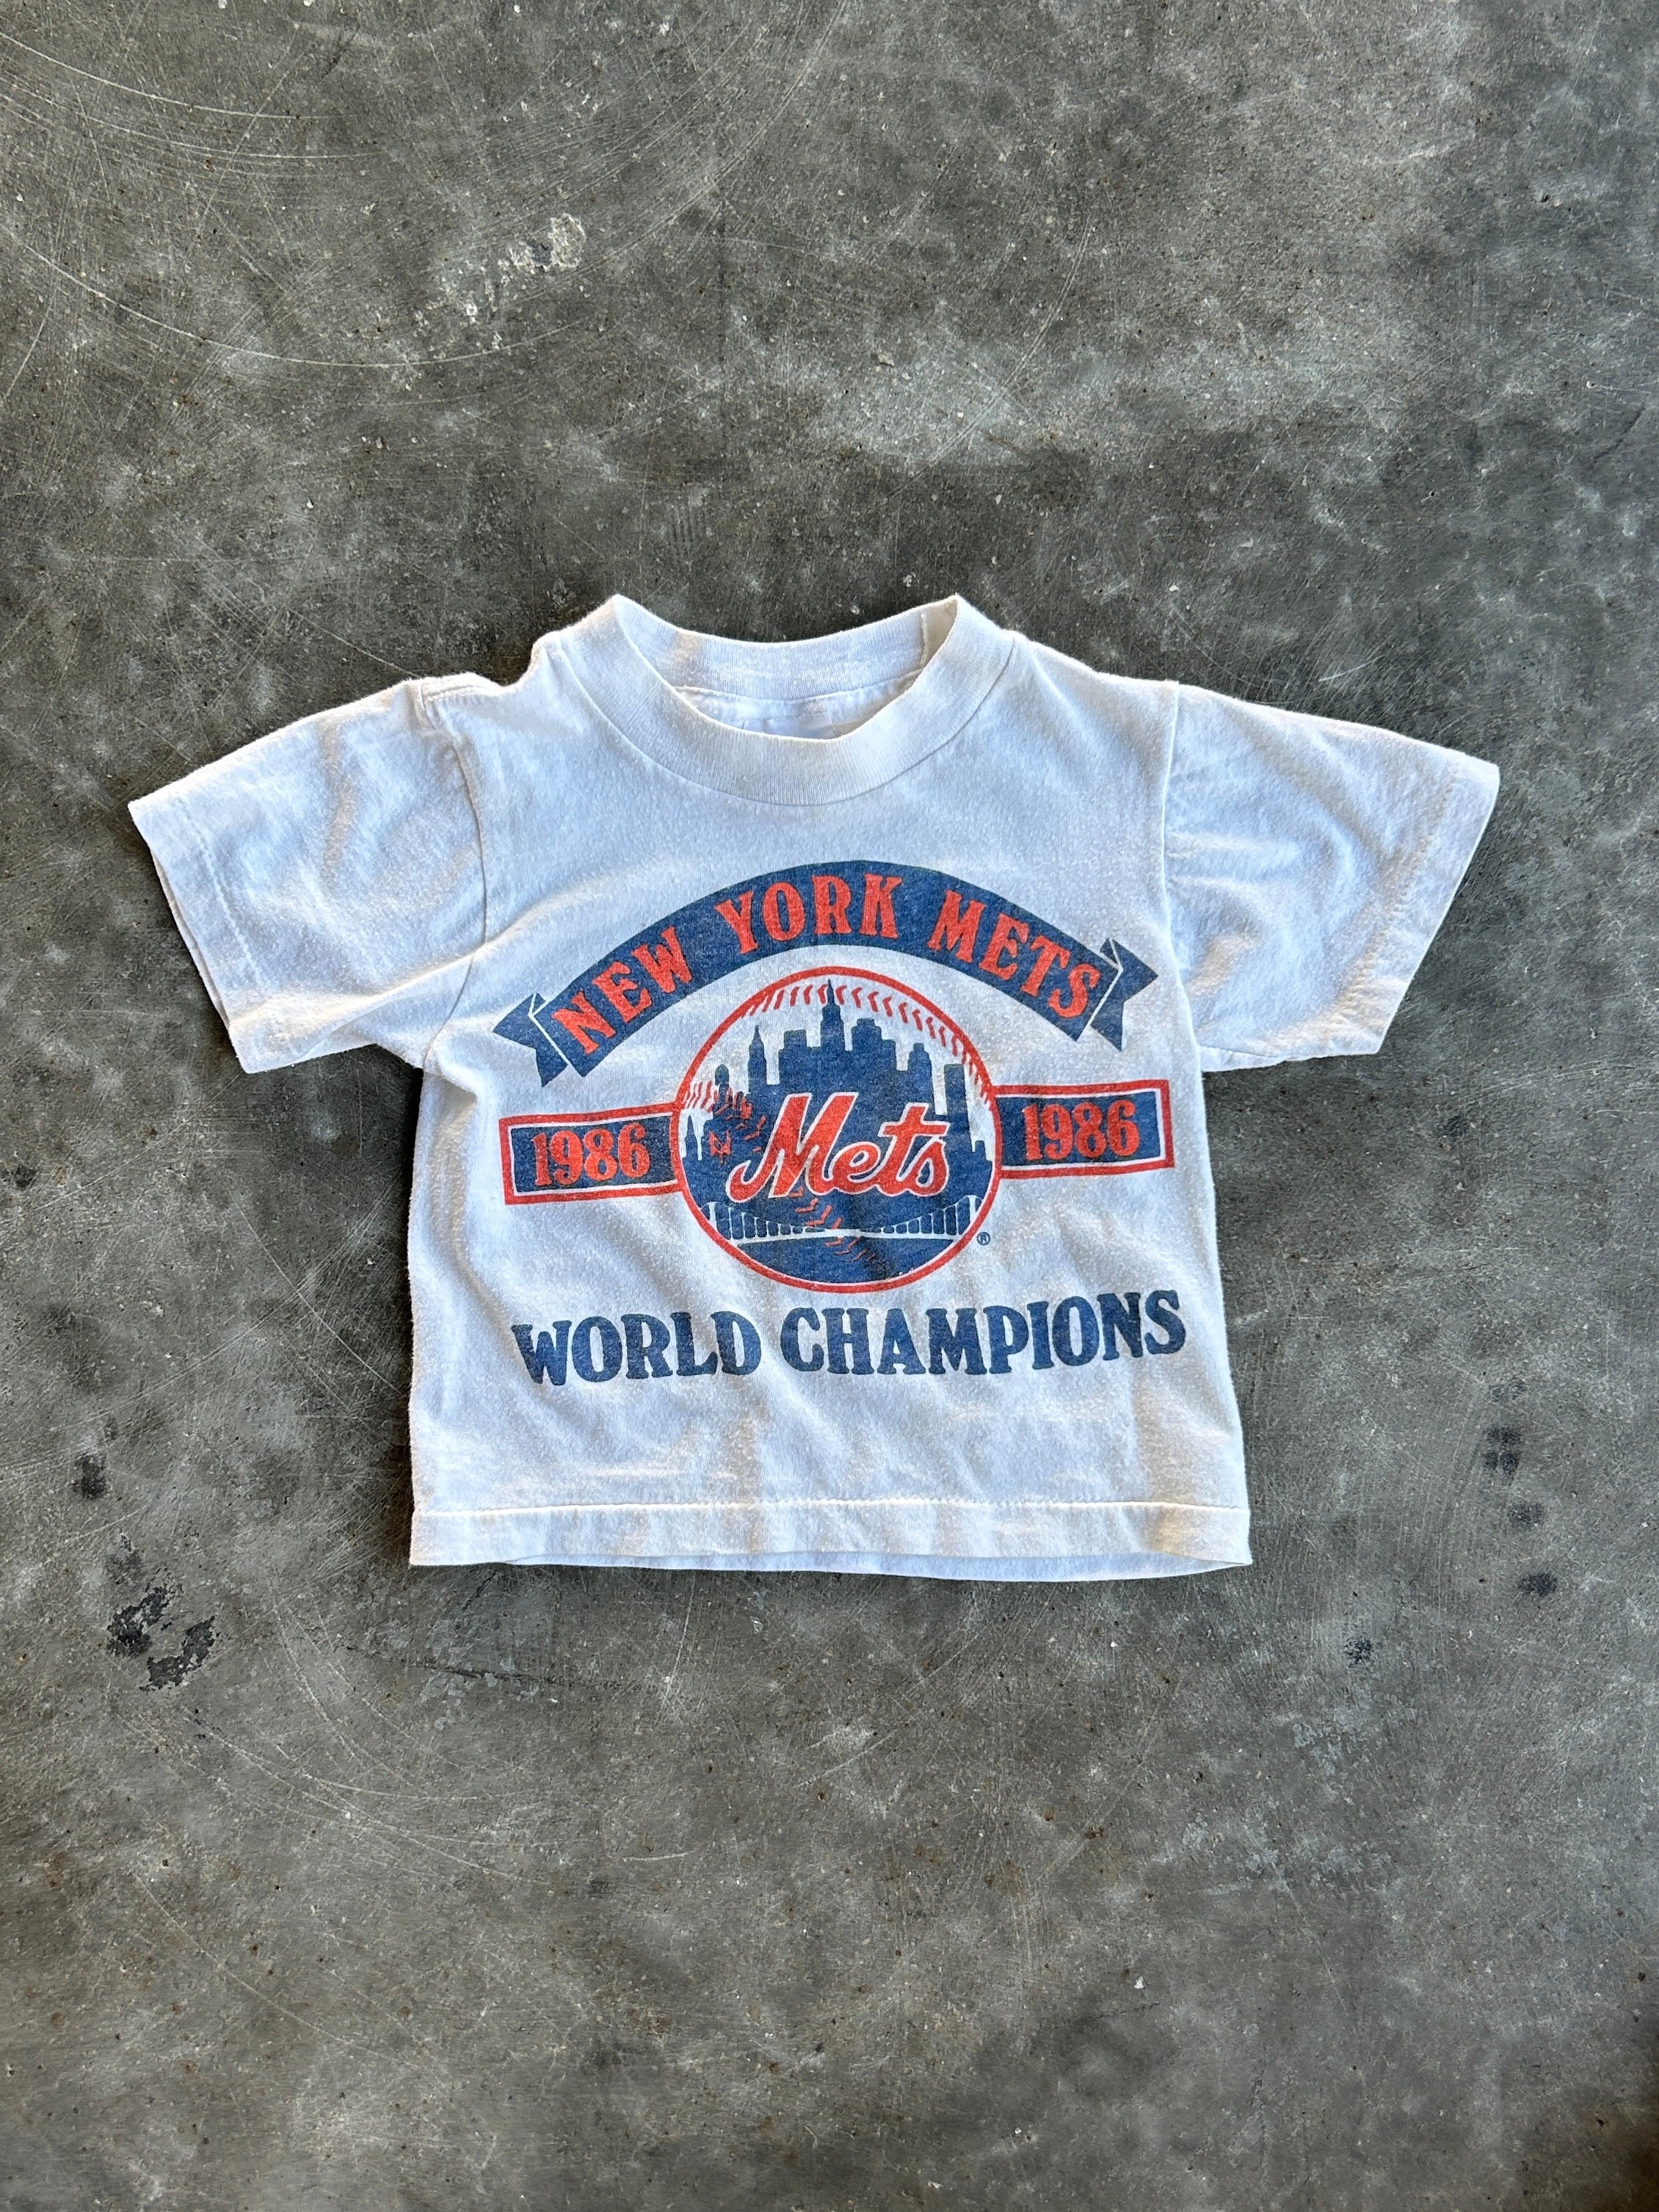 NEW YORK METS
1986 Mets 1986
®
WORLD CHAMPIONS